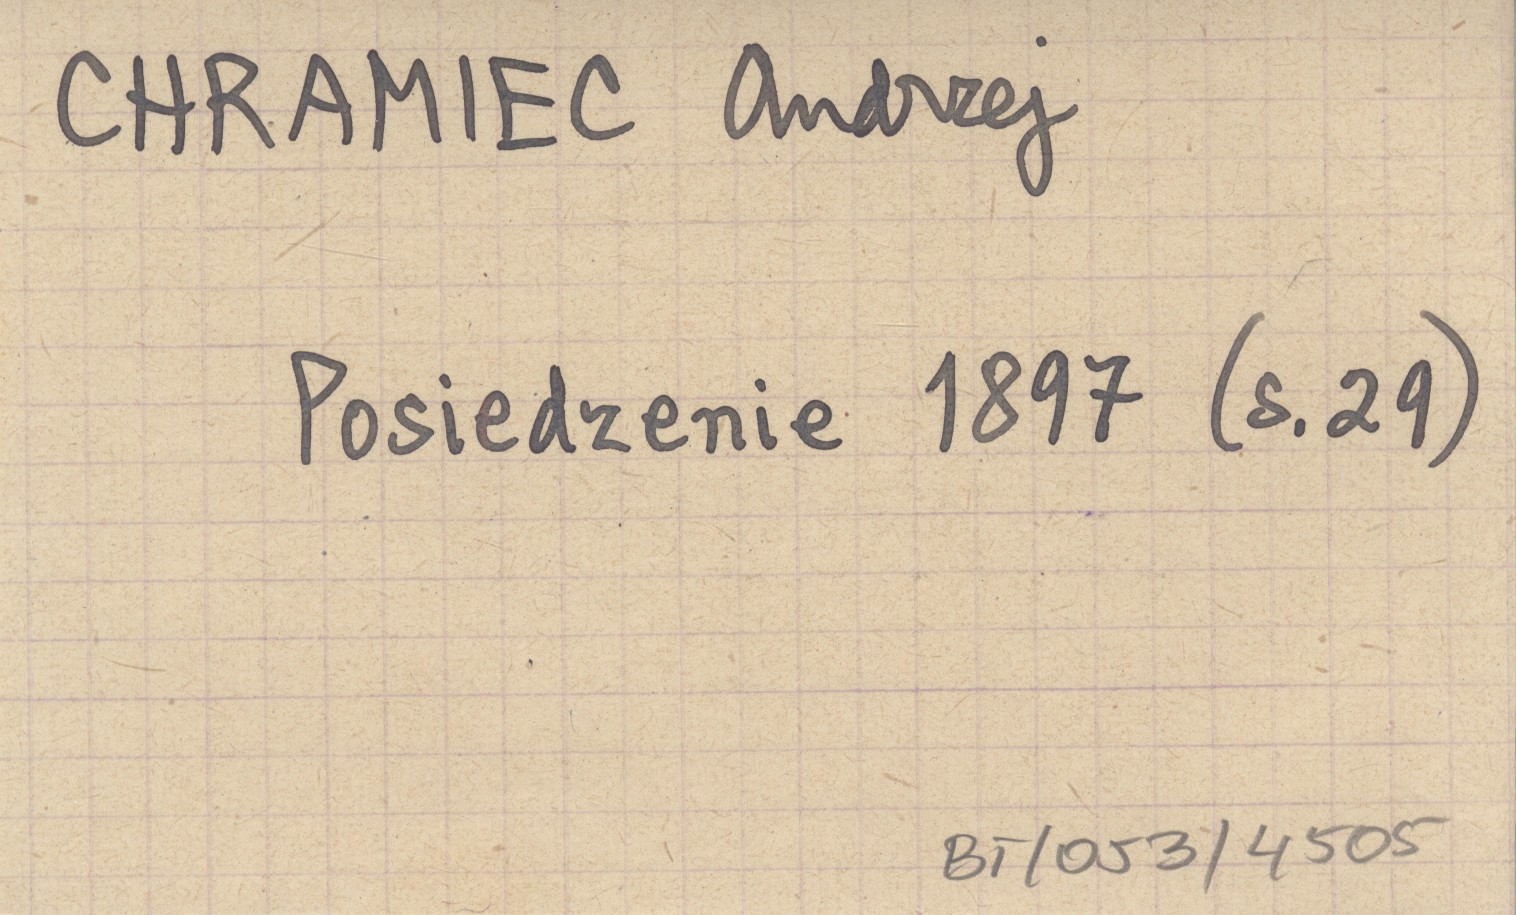 CHRAMIEC Andrzej
Posiedzenie 1897 (s. 29)
BT/053/4505